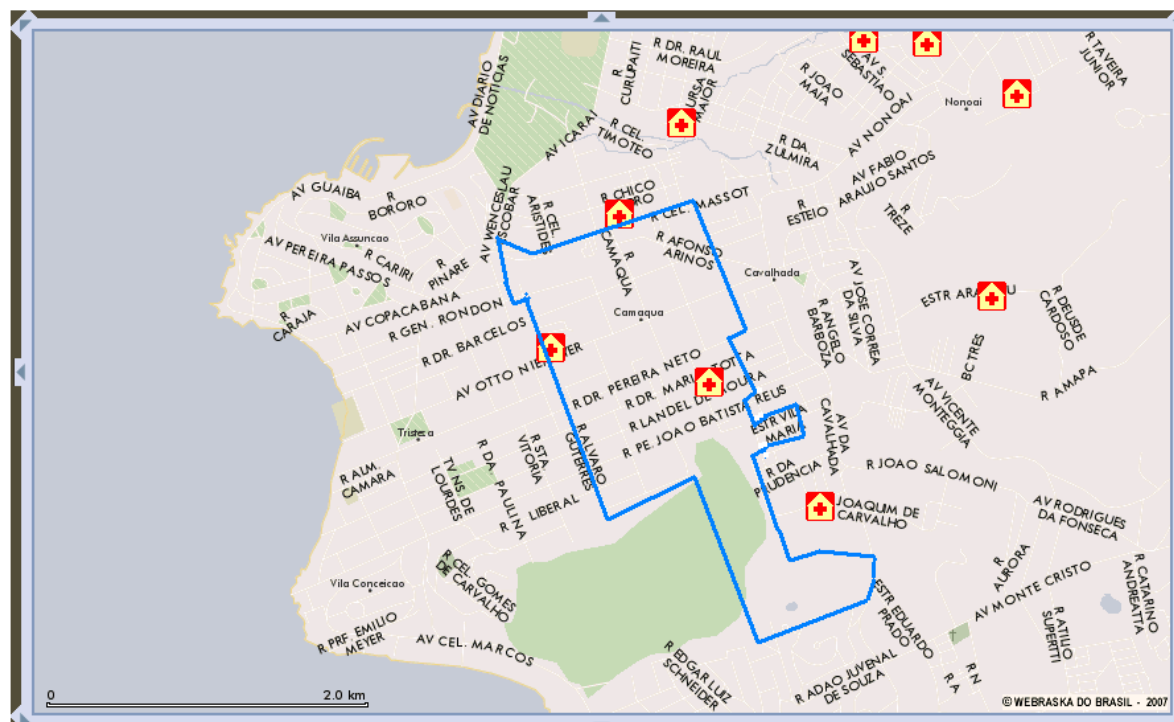 R DR. RAUL
MOREIRA
R TAVEIRA
JUNIOR
AV S.
SEBASTIAO
R
CURUPAITI
URSA
MAIOR
R JOAO
MAIA
Nonoai
AV DIARIO
DE NOTICIAS
AV ICARAI
R CEL.
TIMOTEO
R DA.
ZULMIRA
AV NONOAI
AV FABIO
ARAUJO SANTOS
AV GUAIBA
R
BORORO
AV WENCESLAU
ESCOBAR
R CEL.
ARISTIDES
R CHICO
R CEL. MASSOT
R
ESTEIO
R
TREZE
Vila Assuncao
AV PEREIRA PASSOS
R CARIRI
R
PINARE
R
CAMAQUA
R AFONSO
ARINOS
Cavalhada
AV JOSE CORREA
DA SILVA
ESTR
R DEUSDE
CARDOSO
R
CARAJA
AV COPACABANA
R GEN. RONDON
Camaqua
R ANGELO
BARBOZA
R DR. BARCELOS
AV OTTO
BC TRES
R DR. PEREIRA NETO
R DR.
R LANDEL DE MOURA
R PE. JOAO BATISTA REUS
AV VICENTE
MONTEGGIA
R AMAPA
ESTR VILA
MARIA
AV DA
CAVALHADA
Tristeca
R ALVARO
GUTERRES
R STA
VITORIA
R DA
PAULINA
TV NS. DE
LOURDES
R ALM.
CAMARA
R DA
PRUDENCIA
R JOAO SALOMONI
R LIBERAL
JOAQUIM DE
CARVALHO
AV RODRIGUES
DA FONSECA
R
AURORA
R CEL. GOMES
DE CARVALHO
Vila Conceicao
R CATARINO
ANDREATTA
AV MONTE CRISTO
ESTR EDUARDO
PRADO
R ATILIO
SUPERTI
R PRF. EMILIO
MEYER
AV CEL. MARCOS
R EDGAR LUIZ
SCHNEIDER
R ADAO JUVENAL
DE SOUZA
R A
R N
0 2.0 km
© WEBRASKA DO BRASIL - 2007